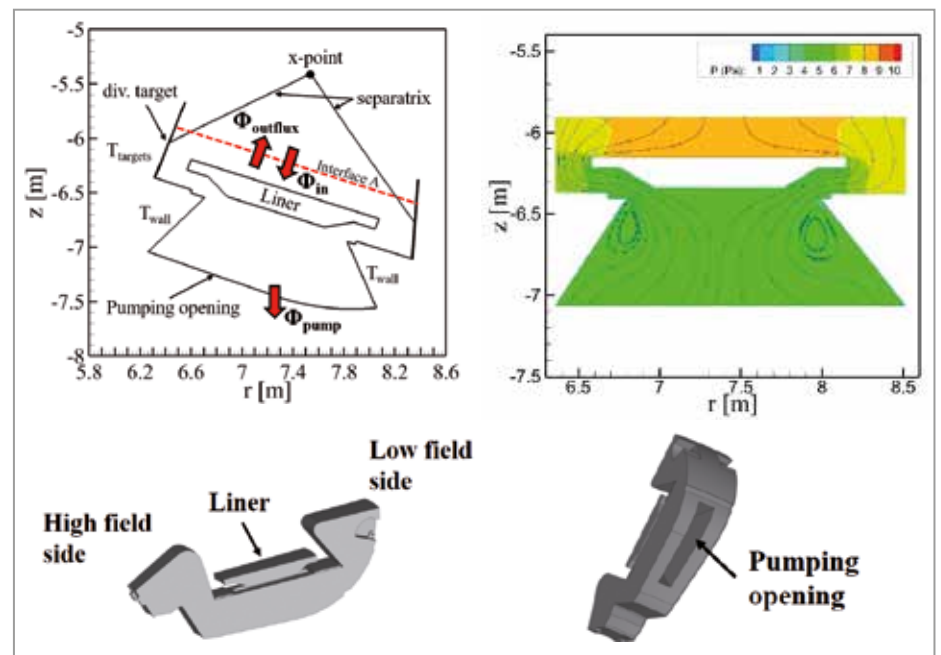 x-point
separatrix
div. target
Φoutflux
Ttargets
Interface A
Φin
Liner
Twall
Twall
Pumping opening
Φpump
z [m]
-5
-5.5
-6
-6.5
-7
-7.5
-8
5.8 6.2 6.6 7 7.4 7.8 8.2 8.6
r [m]
P (Pa): 1 2 3 4 5 6 7 8 9 10
z [m]
-5.5
-6
-6.5
-7
-7.5
6.5 7 7.5 8 8.5
r [m]
Low field
side
Liner
High field
side
Pumping
opening